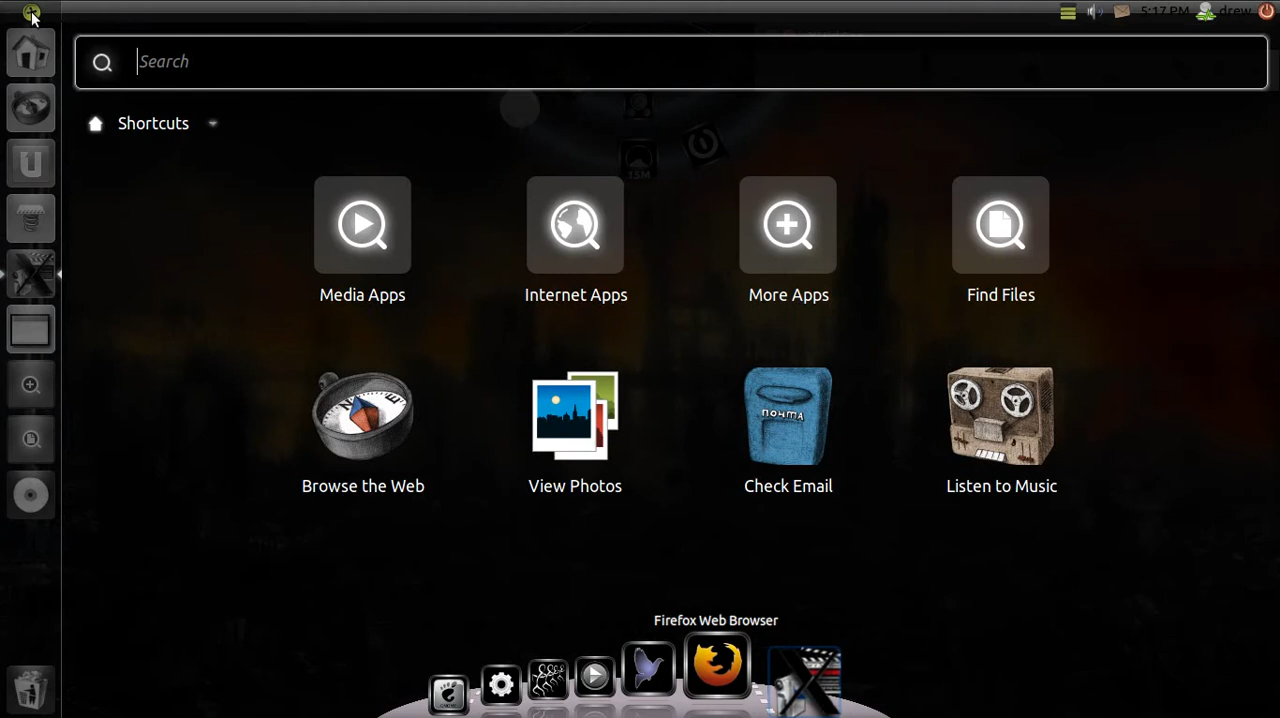 5:17 PM drew
Search
Shortcuts
15M
Media Apps Internet Apps More Apps Find Files
ПОЧТА
Browse the Web View Photos Check Email Listen to Music
Firefox Web Browser